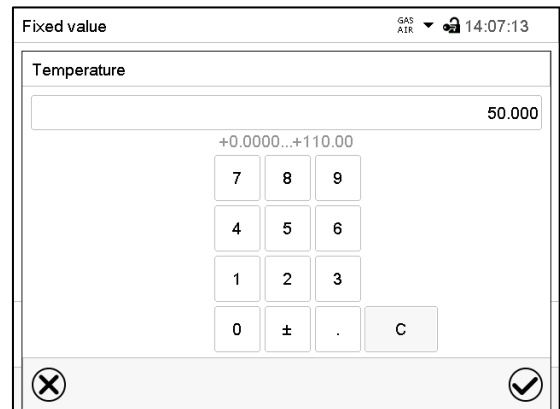 Fixed value GAS AIR 14:07:13
Temperature
50.000
+0.0000...+110.00
7 8 9
4 5 6
1 2 3
0 ± . C